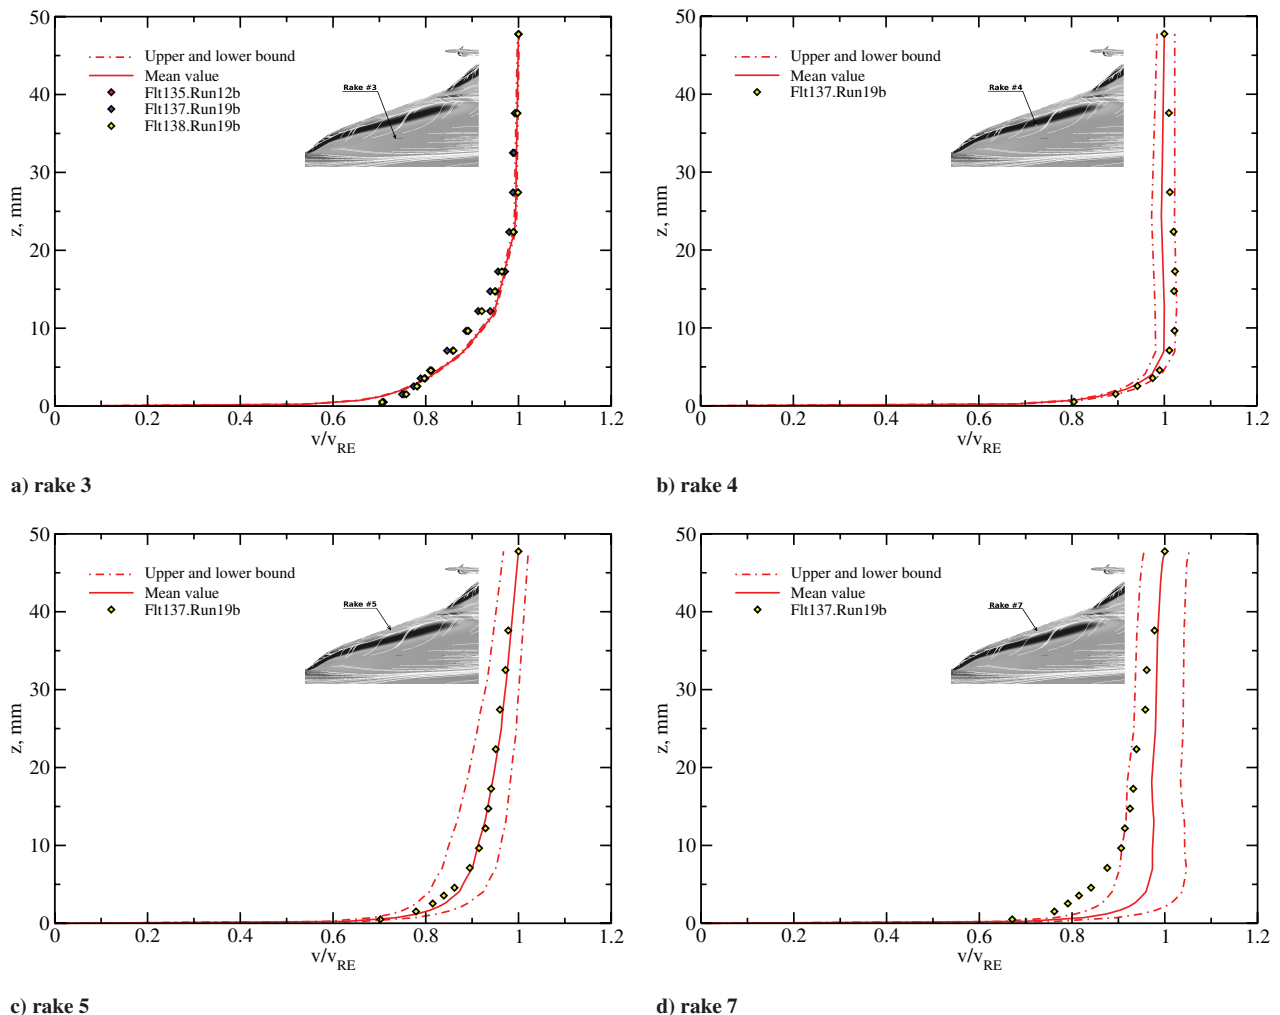 50
40
30
20
10
0
z, mm
Upper and lower bound
Mean value
Flt135.Run12b
Flt137.Run19b
Flt138.Run19b
Rake #3
0 0.2 0.4 0.6 0.8 1 1.2
v/v_RE
a) rake 3
50
40
30
20
10
0
z, mm
Upper and lower bound
Mean value
Flt137.Run19b
Rake #4
0 0.2 0.4 0.6 0.8 1 1.2
v/v_RE
b) rake 4
50
40
30
20
10
0
z, mm
Upper and lower bound
Mean value
Flt137.Run19b
Rake #5
0 0.2 0.4 0.6 0.8 1 1.2
v/v_RE
c) rake 5
50
40
30
20
10
0
z, mm
Upper and lower bound
Mean value
Flt137.Run19b
Rake #7
0 0.2 0.4 0.6 0.8 1 1.2
v/v_RE
d) rake 7